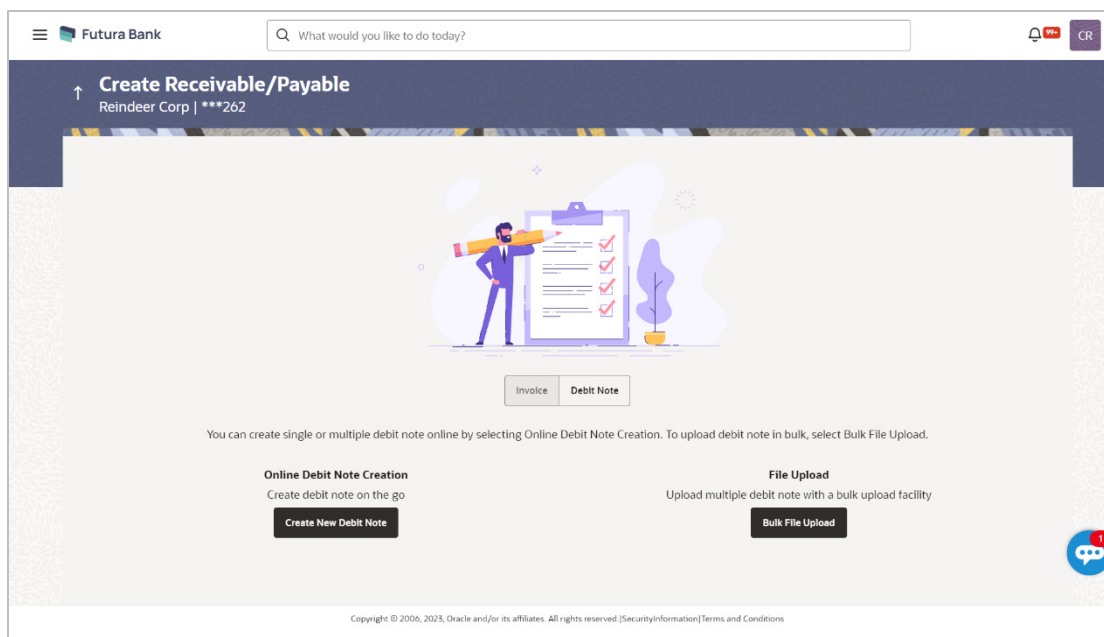 Futura Bank
What would you like to do today?
99+
CR
Create Receivable/Payable
Reindeer Corp | ***262
Invoice
Debit Note
You can create single or multiple debit note online by selecting Online Debit Note Creation. To upload debit note in bulk, select Bulk File Upload.
Online Debit Note Creation
Create debit note on the go
Create New Debit Note
File Upload
Upload multiple debit note with a bulk upload facility
Bulk File Upload
1
Copyright © 2006, 2023, Oracle and/or its affiliates. All rights reserved.|SecurityInformation|Terms and Conditions